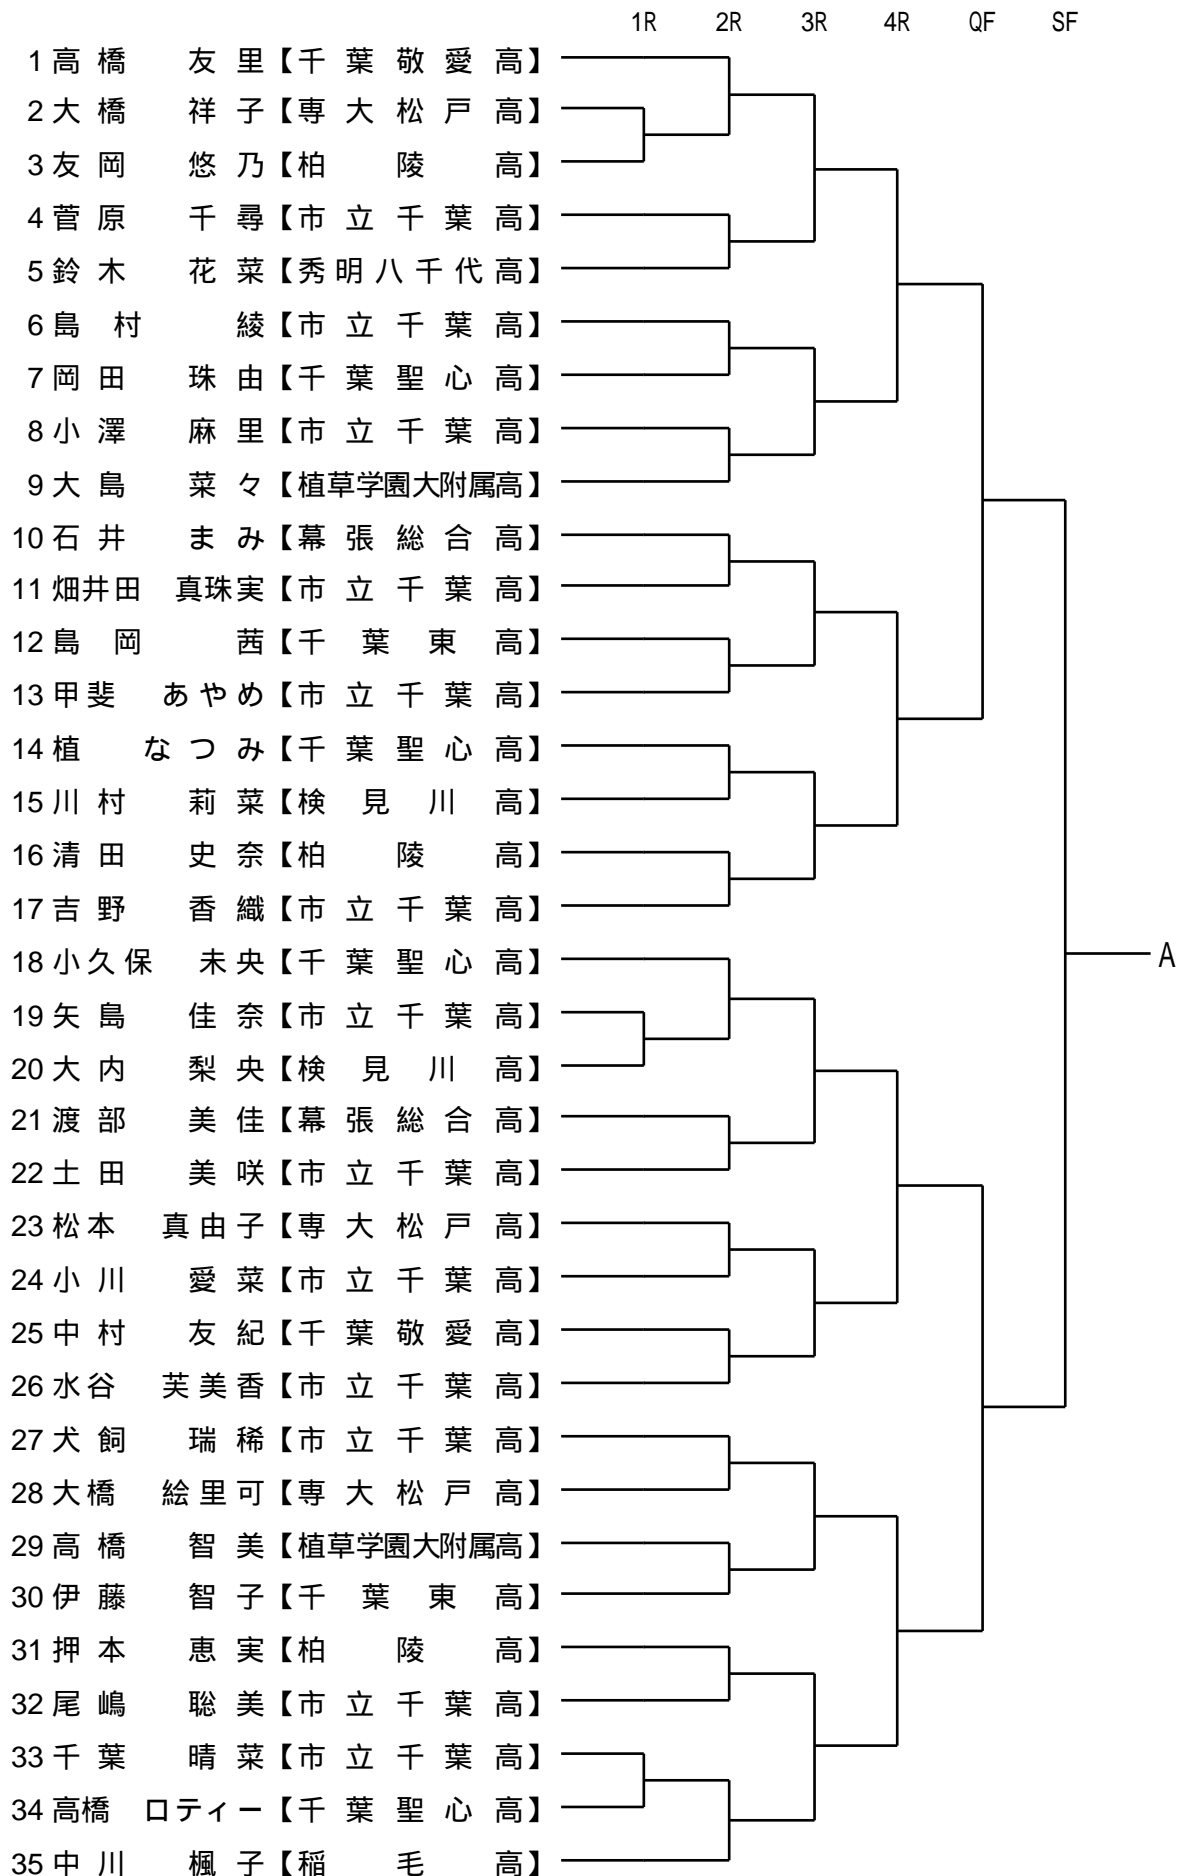 1R 2R 3R 4R QF SF
1 高橋 友里【千葉敬愛高】
2 大橋 祥子【専大松戸高】
3 友岡 悠乃【柏陵高】
4 菅原 千尋【市立千葉高】
5 鈴木 花菜【秀明八千代高】
6 島村 綾【市立千葉高】
7 岡田 珠由【千葉聖心高】
8 小澤 麻里【市立千葉高】
9 大島 菜々【植草学園大附属高】
10 石井 まみ【幕張総合高】
11 畑井田 真珠実【市立千葉高】
12 島岡 茜【千葉東高】
13 甲斐 あやめ【市立千葉高】
14 植 なつみ【千葉聖心高】
15 川村 莉菜【検見川高】
16 清田 史奈【柏陵高】
17 吉野 香織【市立千葉高】
18 小久保 未央【千葉聖心高】
A
19 矢島 佳奈【市立千葉高】
20 大内 梨央【検見川高】
21 渡部 美佳【幕張総合高】
22 土田 美咲【市立千葉高】
23 松本 真由子【専大松戸高】
24 小川 愛菜【市立千葉高】
25 中村 友紀【千葉敬愛高】
26 水谷 芙美香【市立千葉高】
27 犬飼 瑞稀【市立千葉高】
28 大橋 絵里可【専大松戸高】
29 高橋 智美【植草学園大附属高】
30 伊藤 智子【千葉東高】
31 押本 恵実【柏陵高】
32 尾嶋 聡美【市立千葉高】
33 千葉 晴菜【市立千葉高】
34 高橋 ロティー【千葉聖心高】
35 中川 楓子【稲毛高】